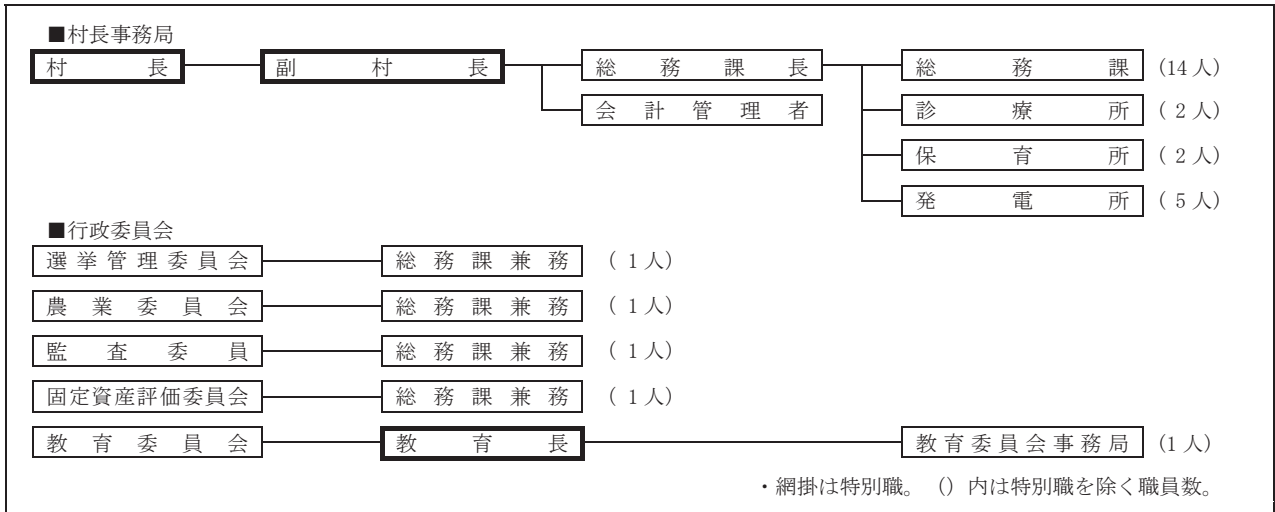 ■村長事務局
村長 副村長 総務課長 総務課 (14人)
会計管理者 診療所 (2人)
保育所 (2人)
発電所 (5人)
■行政委員会
選挙管理委員会 総務課兼務 (1人)
農業委員会 総務課兼務 (1人)
監査委員 総務課兼務 (1人)
固定資産評価委員会 総務課兼務 (1人)
教育委員会 教育長 教育委員会事務局 (1人)
・網掛は特別職。()内は特別職を除く職員数。